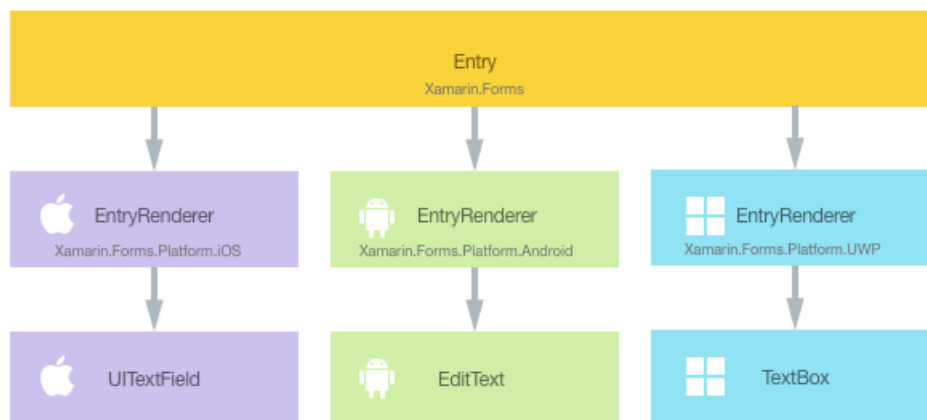 Entry
Xamarin.Forms
EntryRenderer
Xamarin.Forms.Platform.iOS
EntryRenderer
Xamarin.Forms.Platform.Android
EntryRenderer
Xamarin.Forms.Platform.UWP
UITextField
EditText
TextBox